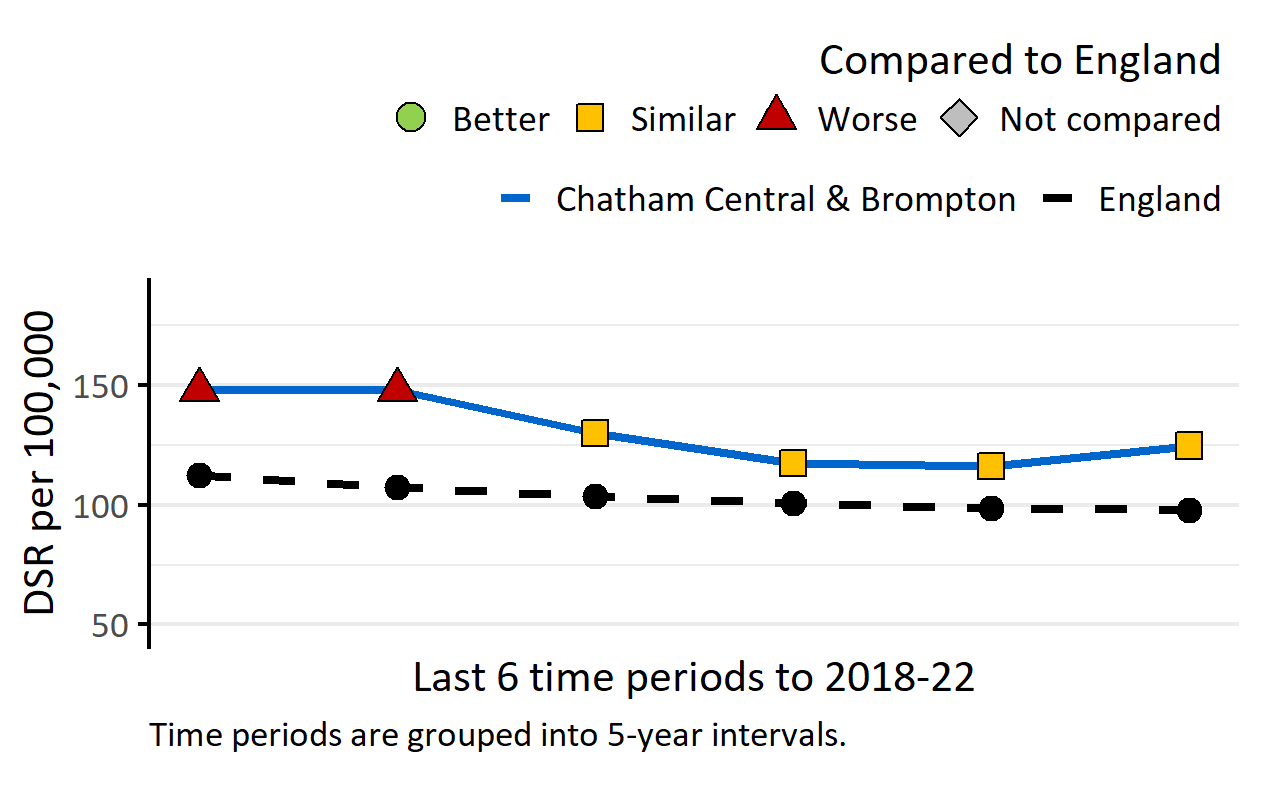 Compared to England
Better Similar Worse Not compared
Chatham Central & Brompton England
DSR per 100,000
150
100
50
Last 6 time periods to 2018-22
Time periods are grouped into 5-year intervals.